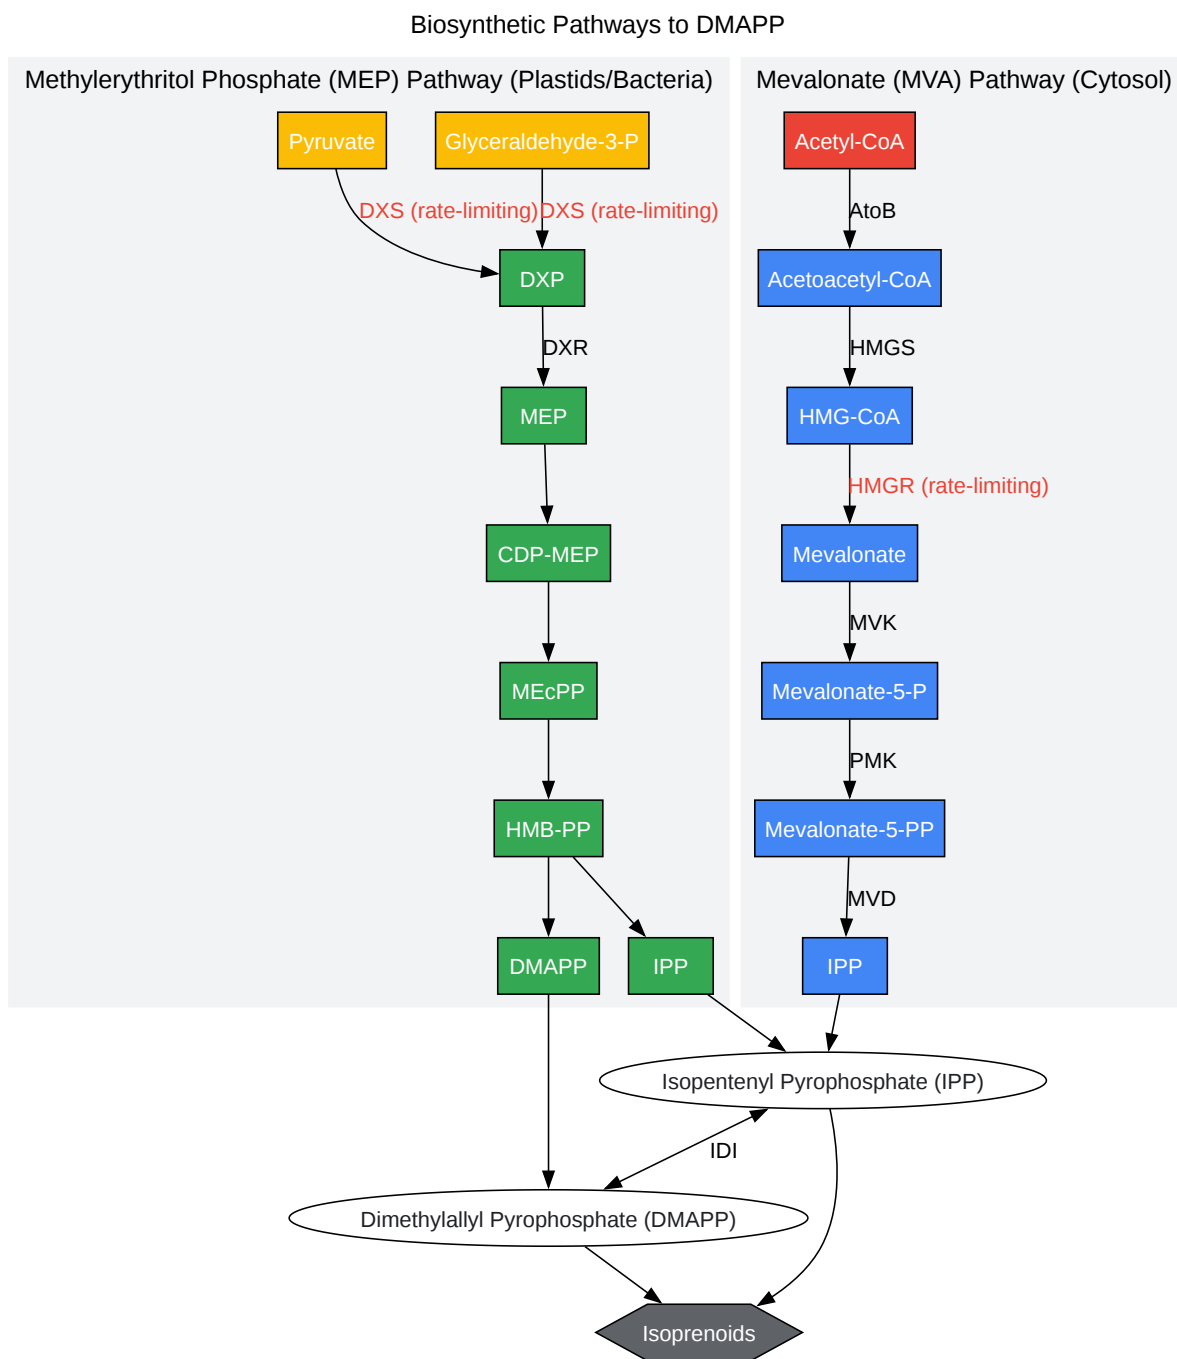 Biosynthetic Pathways to DMAPP
Methylerythritol Phosphate (MEP) Pathway (Plastids/Bacteria)
Pyruvate
Glyceraldehyde-3-P
DXS (rate-limiting)
DXS (rate-limiting)
DXP
DXR
MEP
CDP-MEP
MEcPP
HMB-PP
DMAPP
IPP
Mevalonate (MVA) Pathway (Cytosol)
Acetyl-CoA
AtoB
Acetoacetyl-CoA
HMGS
HMG-CoA
HMGR (rate-limiting)
Mevalonate
MVK
Mevalonate-5-P
PMK
Mevalonate-5-PP
MVD
IPP
Isopentenyl Pyrophosphate (IPP)
IDI
Dimethylallyl Pyrophosphate (DMAPP)
Isoprenoids